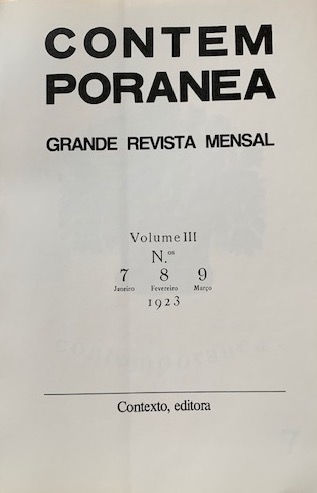 CONTEM
PORANEA
GRANDE REVISTA MENSAL
Volume III
N.os
7 8 9
Janeiro Fevereiro Março
1923
Contexto, editora